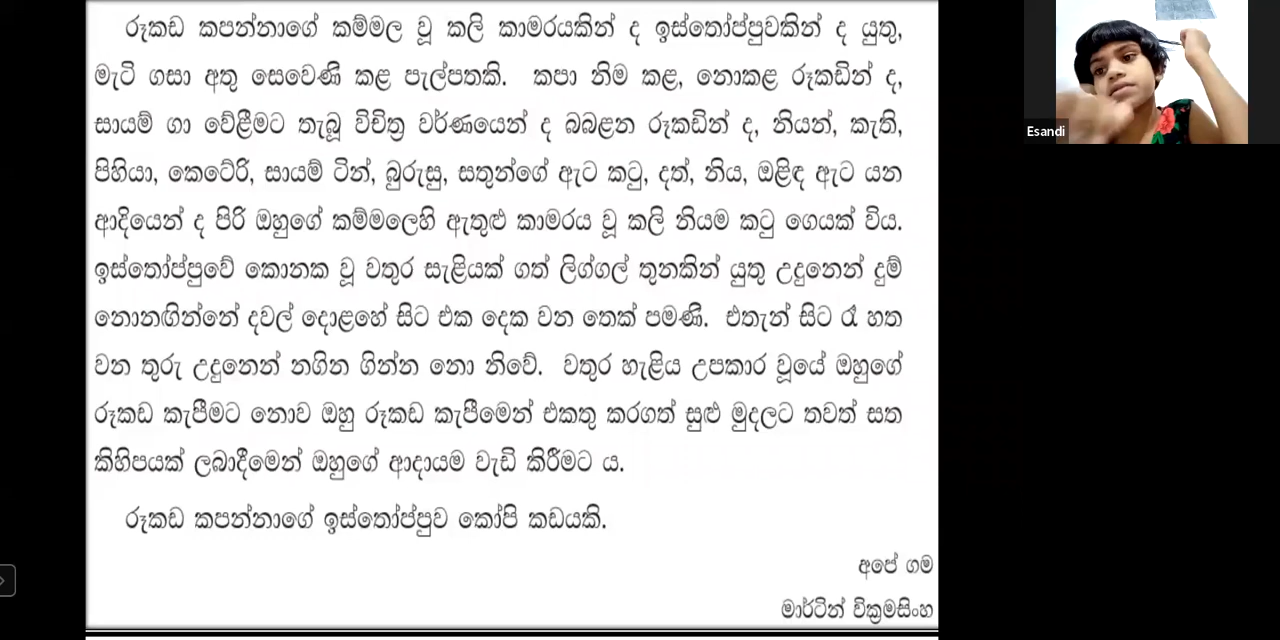 රූකඩ කපන්නාගේ කම්මල වූ කලි කාමරයකින් ද ඉස්තෝප්පුවකින් ද යුතු,
මැටි ගසා අතු සෙවෙණි කළ පැල්පතකි. කපා නිම කළ, නොකළ රූකඩින් ද,
සායම් ගා වේළීමට තැබූ විචිත්‍ර වර්ණයෙන් ද බබළන රූකඩින් ද, නියන්, කැති,
පිහියා, කෙටේරි, සායම් ටින්, බුරුසු, සතුන්ගේ ඇට කටු, දත්, නිය, ඔළිඳ ඇට යන
ආදියෙන් ද පිරි ඔහුගේ කම්මලෙහි ඇතුළු කාමරය වූ කලි නියම කටු ගෙයක් විය.
ඉස්තෝප්පුවේ කොනක වූ වතුර සැළියක් ගත් ලිග්ගල් තුනකින් යුතු උදුනෙන් දුම්
නොනඟින්නේ දවල් දොළහේ සිට එක දෙක වන තෙක් පමණි. එතැන් සිට රෑ හත
වන තුරු උදුනෙන් නගින ගින්න නො නිවේ. වතුර හැළිය උපකාර වූයේ ඔහුගේ
රූකඩ කැපීමට නොව ඔහු රූකඩ කැපීමෙන් එකතු කරගත් සුළු මුදලට තවත් සත
කිහිපයක් ලබාදීමෙන් ඔහුගේ ආදායම වැඩි කිරීමට ය.
රූකඩ කපන්නාගේ ඉස්තෝප්පුව කෝපි කඩයකි.
අපේ ගම
මාර්ටින් වික්‍රමසිංහ
Esandi